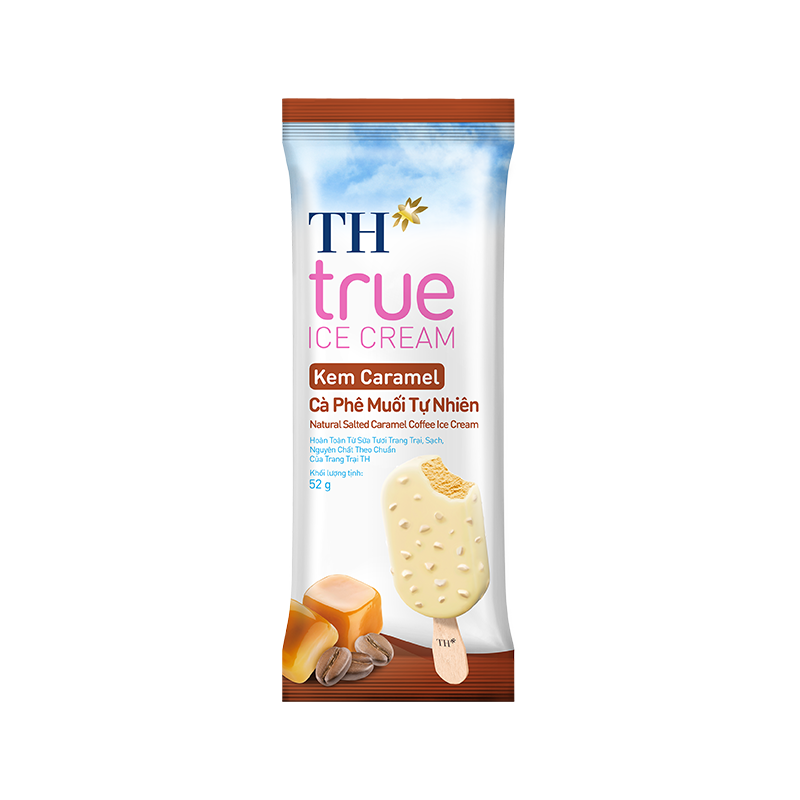 TH
true
ICE CREAM
Kem Caramel
Cà Phê Muối Tự Nhiên
Natural Salted Caramel Coffee Ice Cream
Hoàn Toàn Từ Sữa Tươi Trang Trại, Sạch,
Nguyên Chất Theo Chuẩn
Của Trang Trại TH
Khối lượng tịnh:
52 g
TH